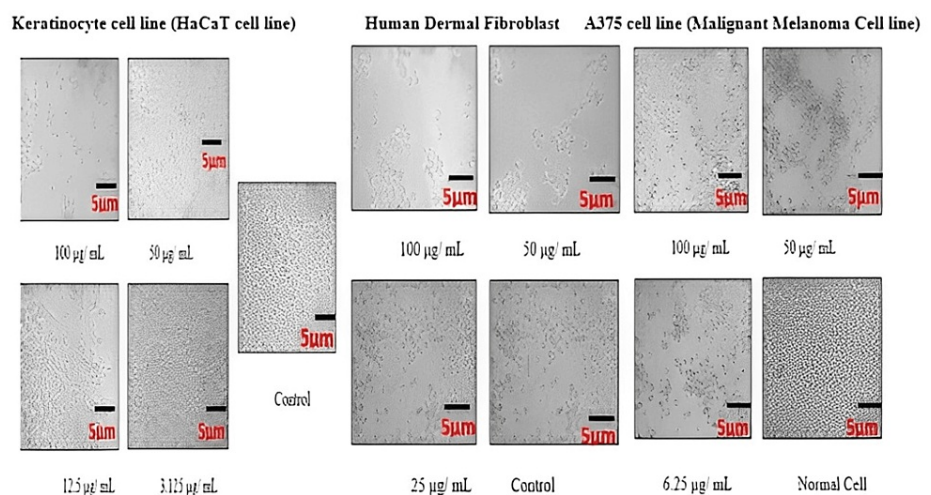 Keratinocyte cell line (HaCaT cell line)
Human Dermal Fibroblast
A375 cell line (Malignant Melanoma Cell line)
5µm
5µm
5µm
5µm
5µm
5µm
100 µg/ mL
50 µg/ mL
100 µg/ mL
50 µg/ mL
100 µg/ mL
50 µg/ mL
5µm
Control
5µm
5µm
5µm
5µm
5µm
5µm
12.5 µg/ mL
3.125 µg/ mL
25 µg/ mL
Control
6.25 µg/ mL
Normal Cell